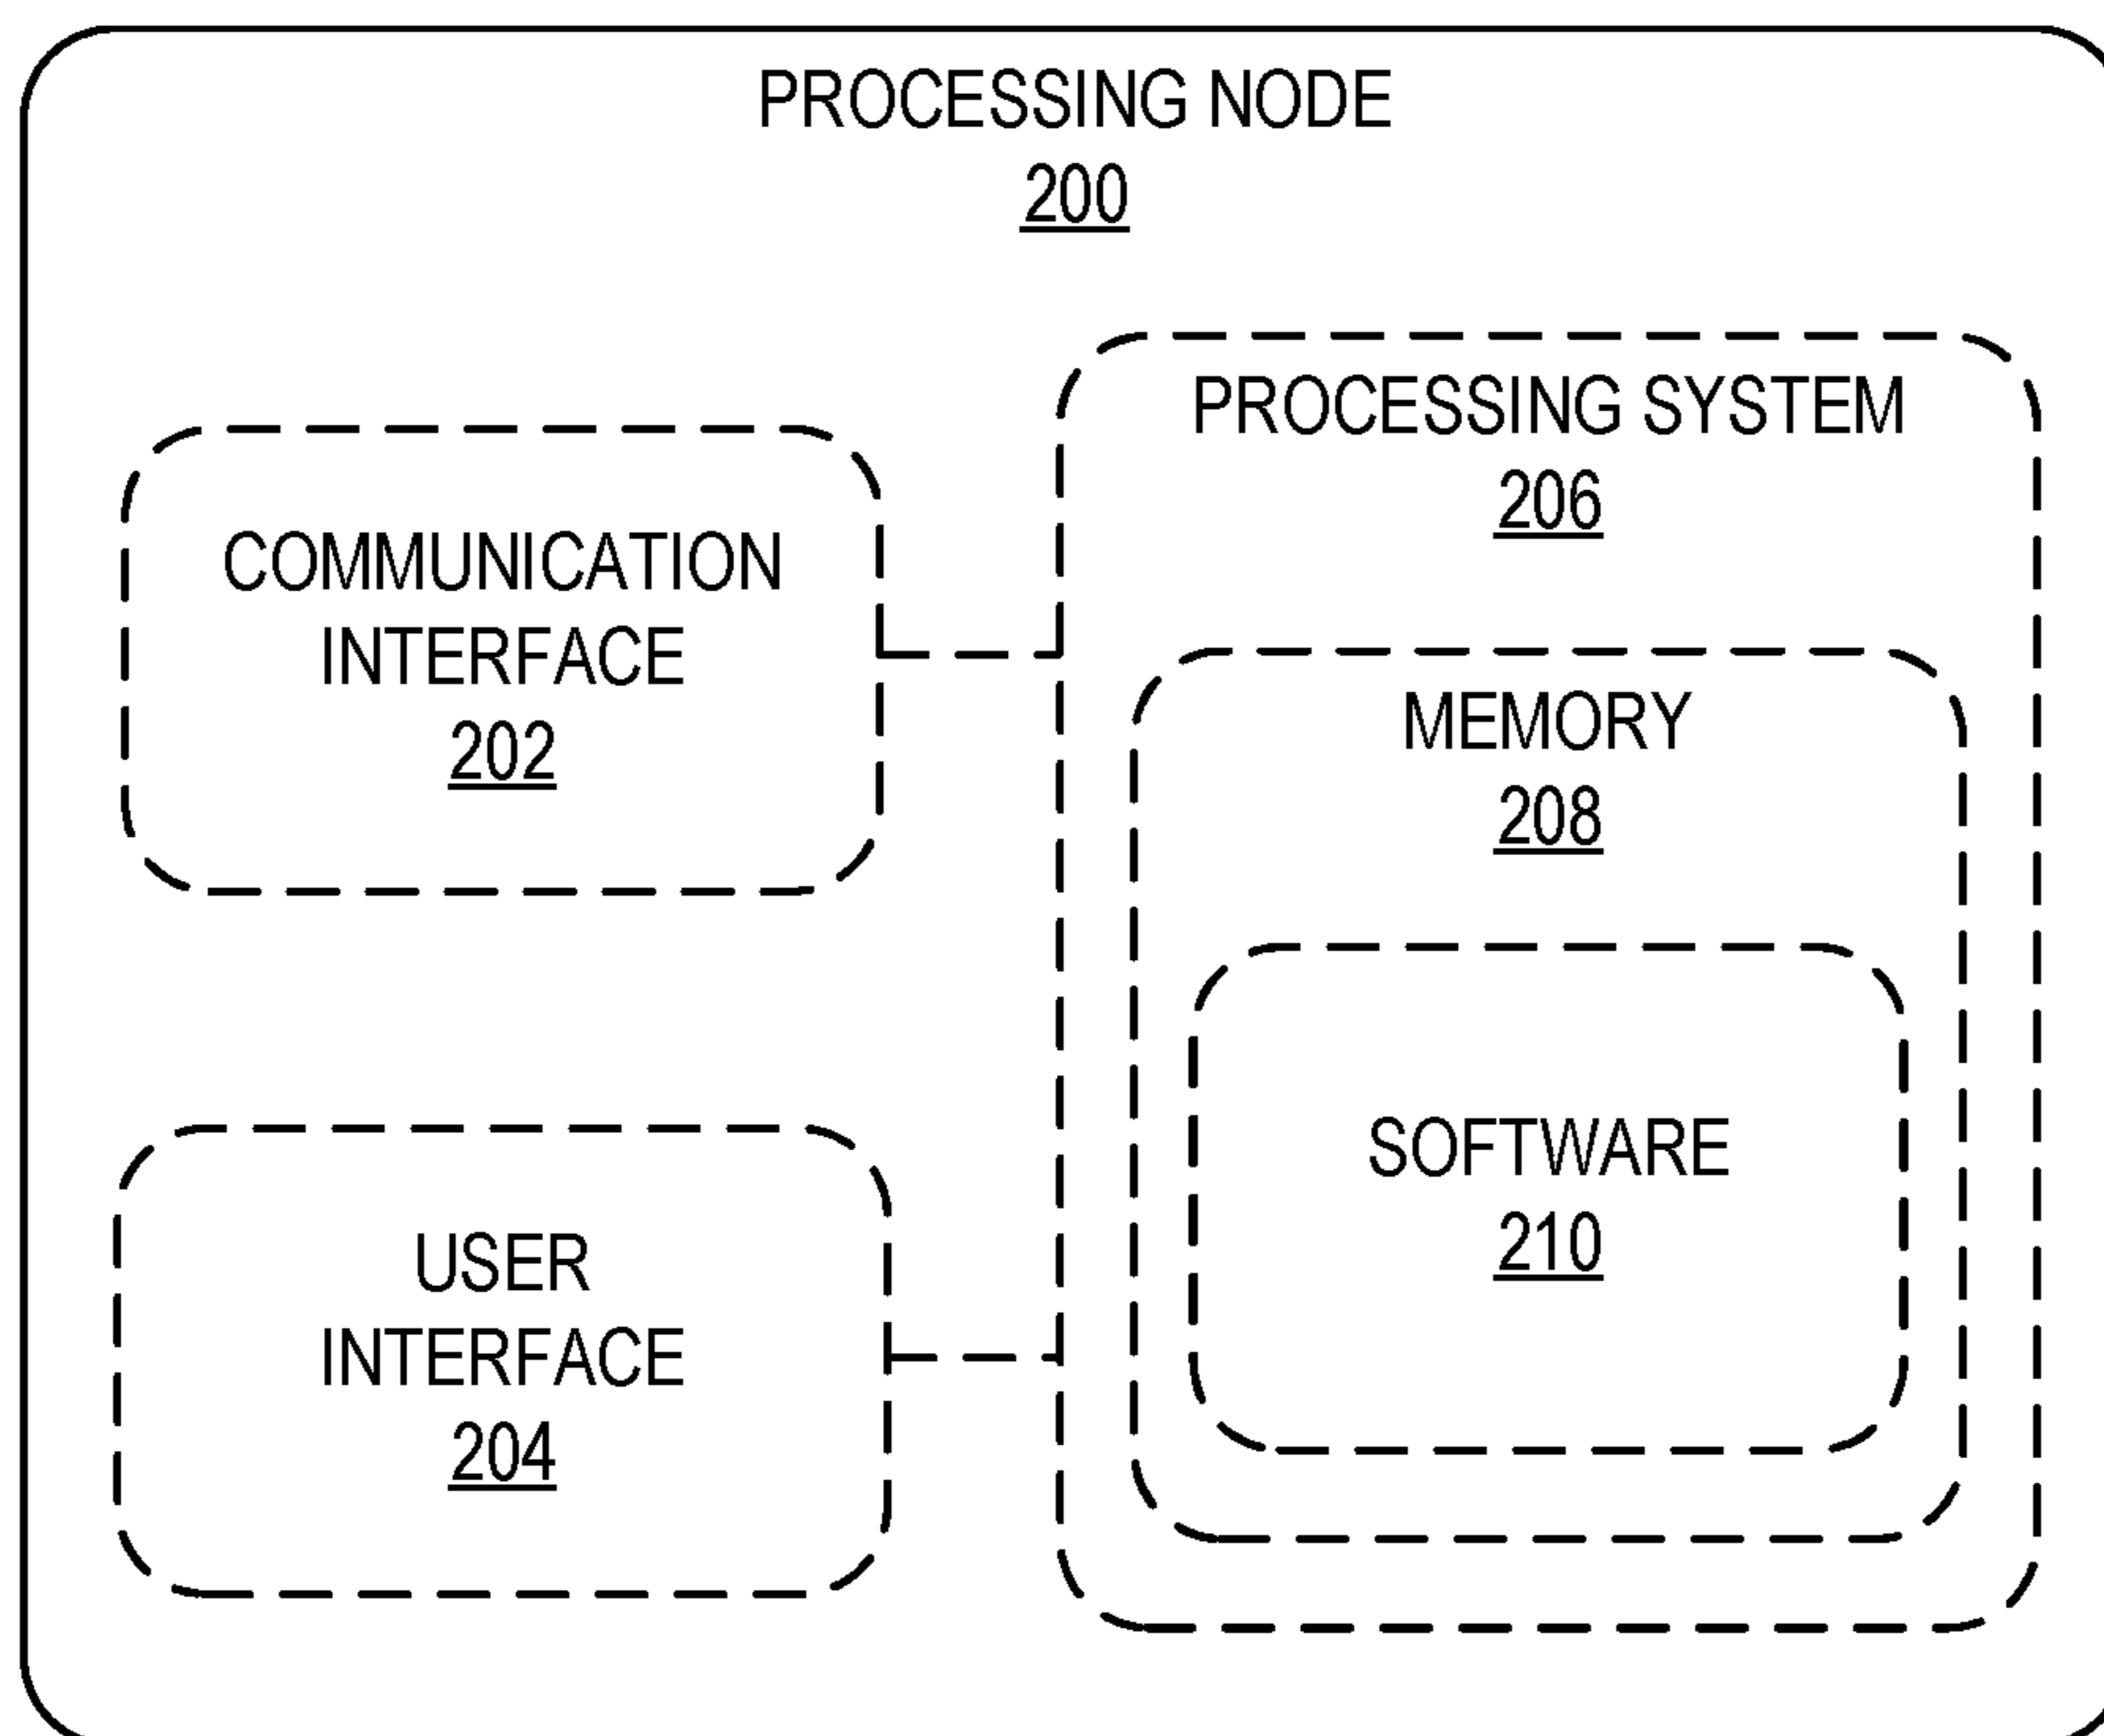 PROCESSING NODE
200
COMMUNICATION
INTERFACE
202
USER
INTERFACE
204
PROCESSING SYSTEM
206
MEMORY
208
SOFTWARE
210